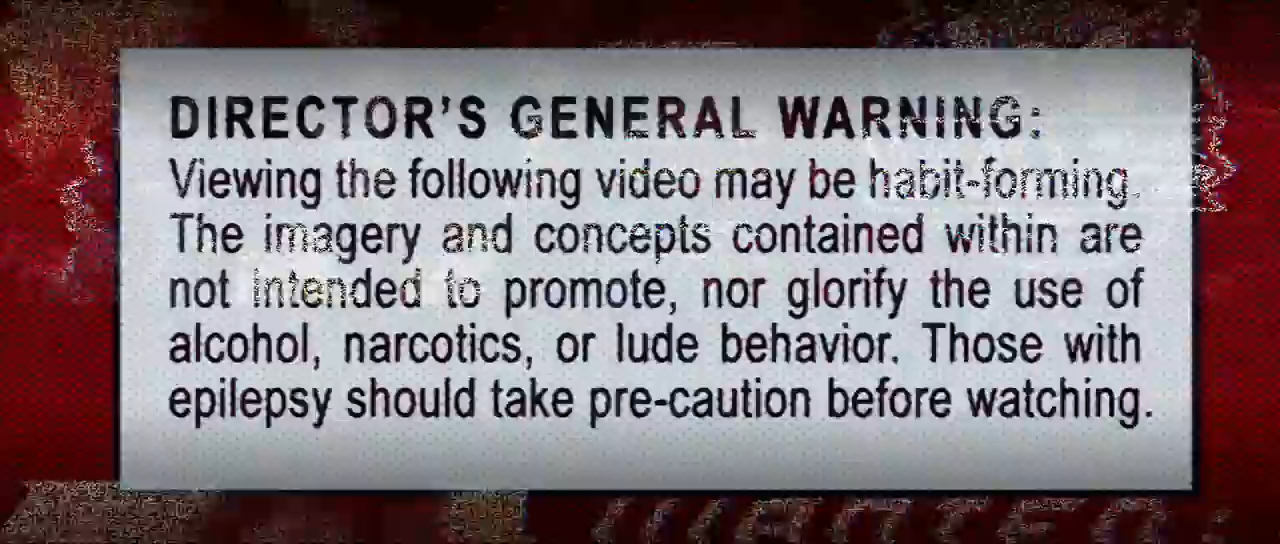 DIRECTOR'S GENERAL WARNING:
Viewing the following video may be habit-forming.
The imagery and concepts contained within are
not intended to promote, nor glorify the use of
alcohol, narcotics, or lude behavior. Those with
epilepsy should take pre-caution before watching.